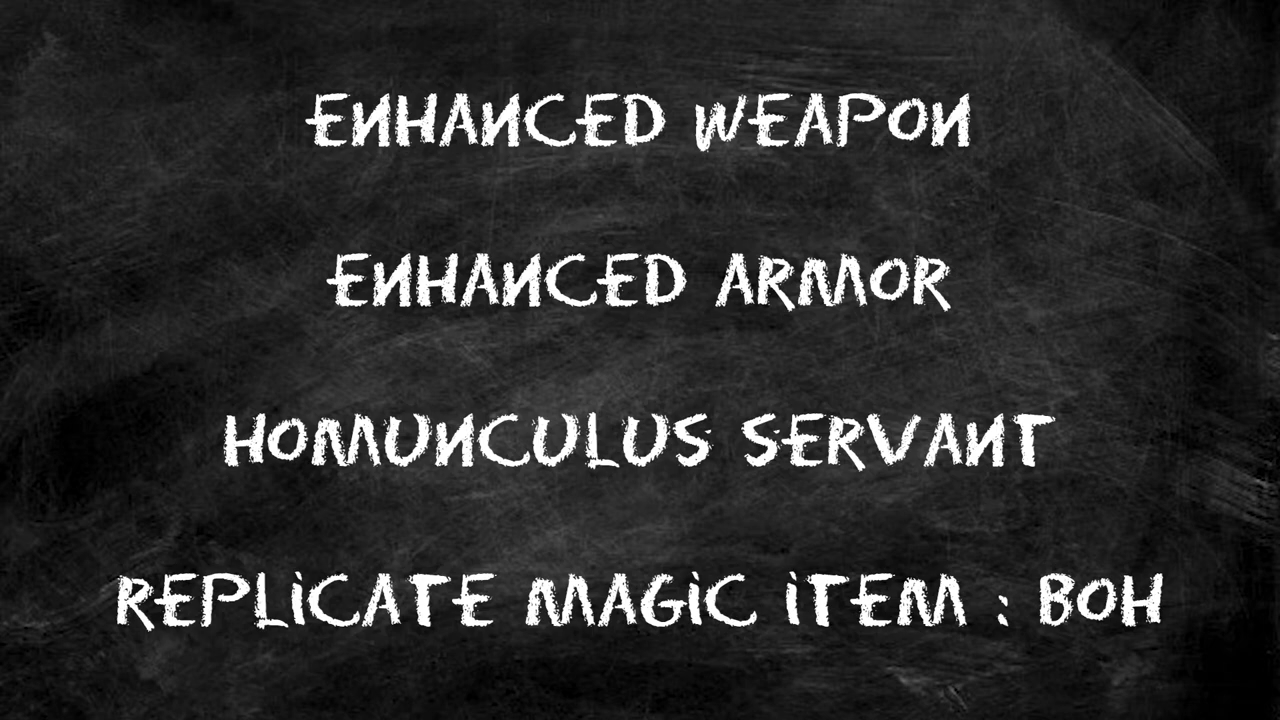 ENHANCED WEAPON
ENHANCED ARMOR
HOMUNCULUS SERVANT
REPLiCATE MAGiC iTEM : BOH